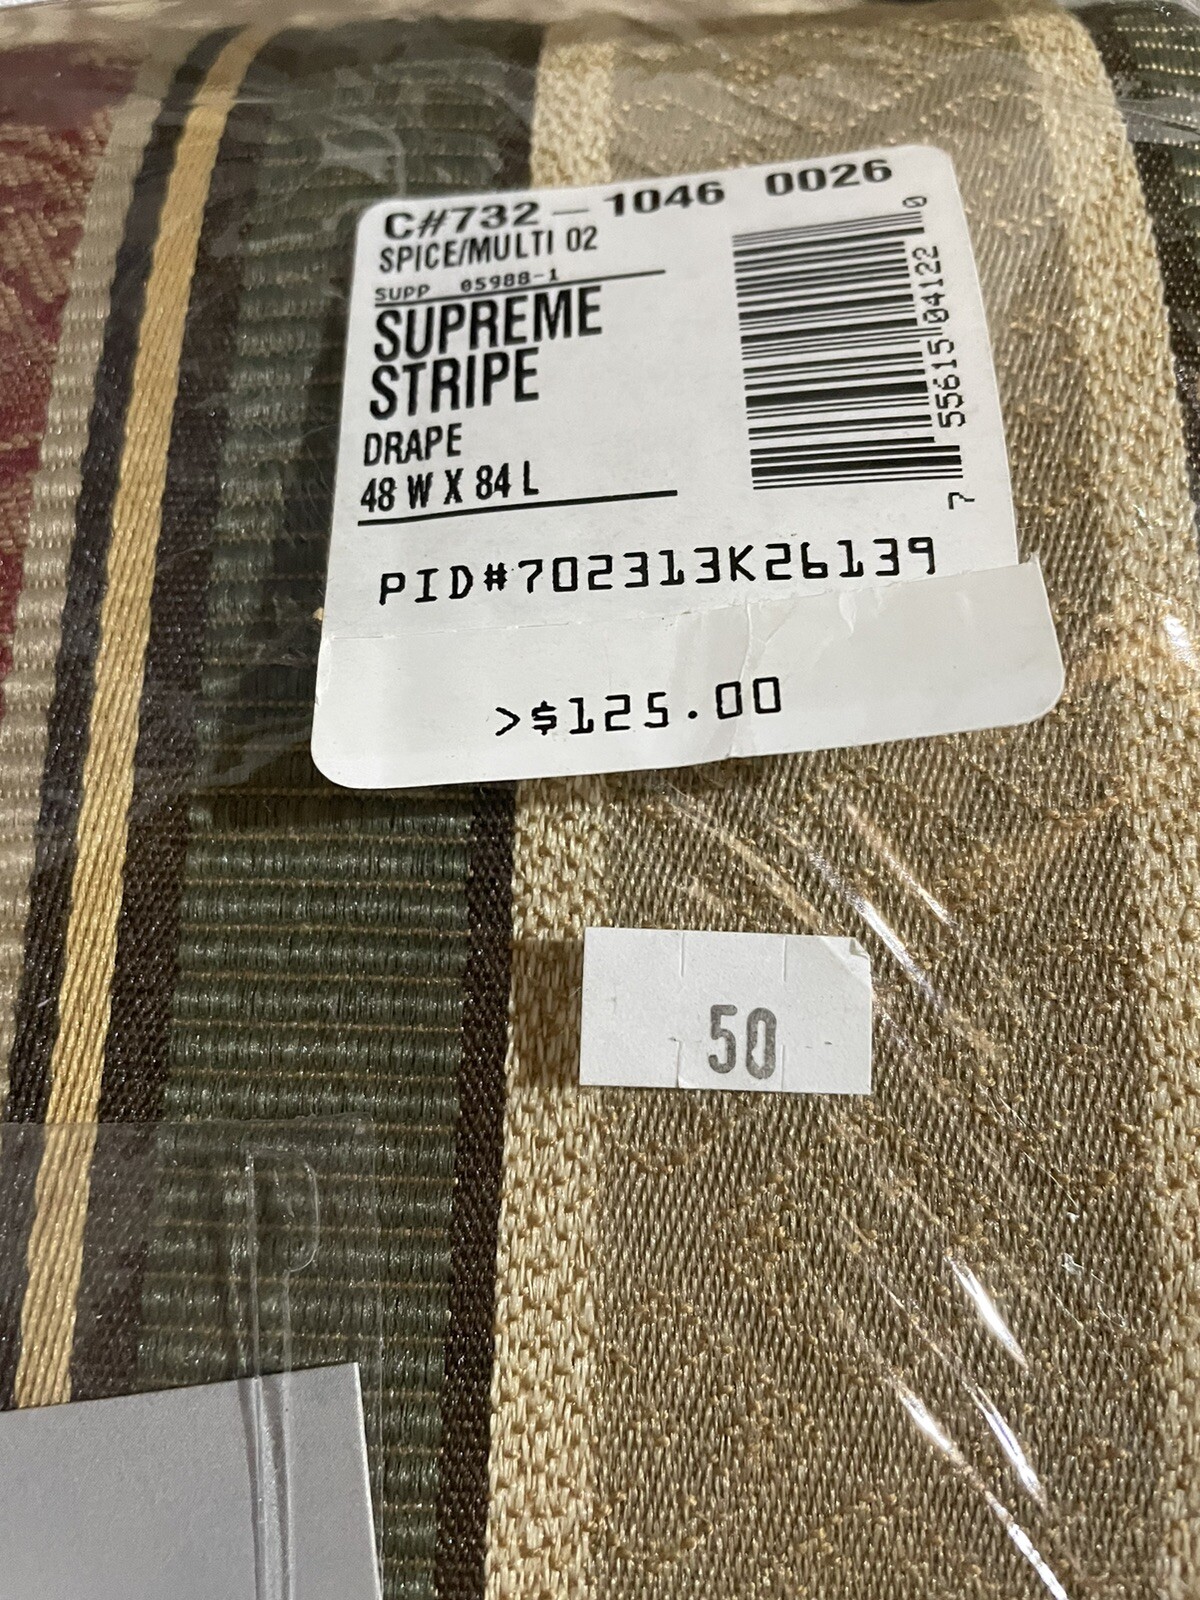 C#732-1046 0026
SPICE/MULTI 02
SUPP 05988-1
SUPREME
STRIPE
DRAPE
48 W X 84 L
7 55615 04122 0
PID#702313K26139
>$125.00
50